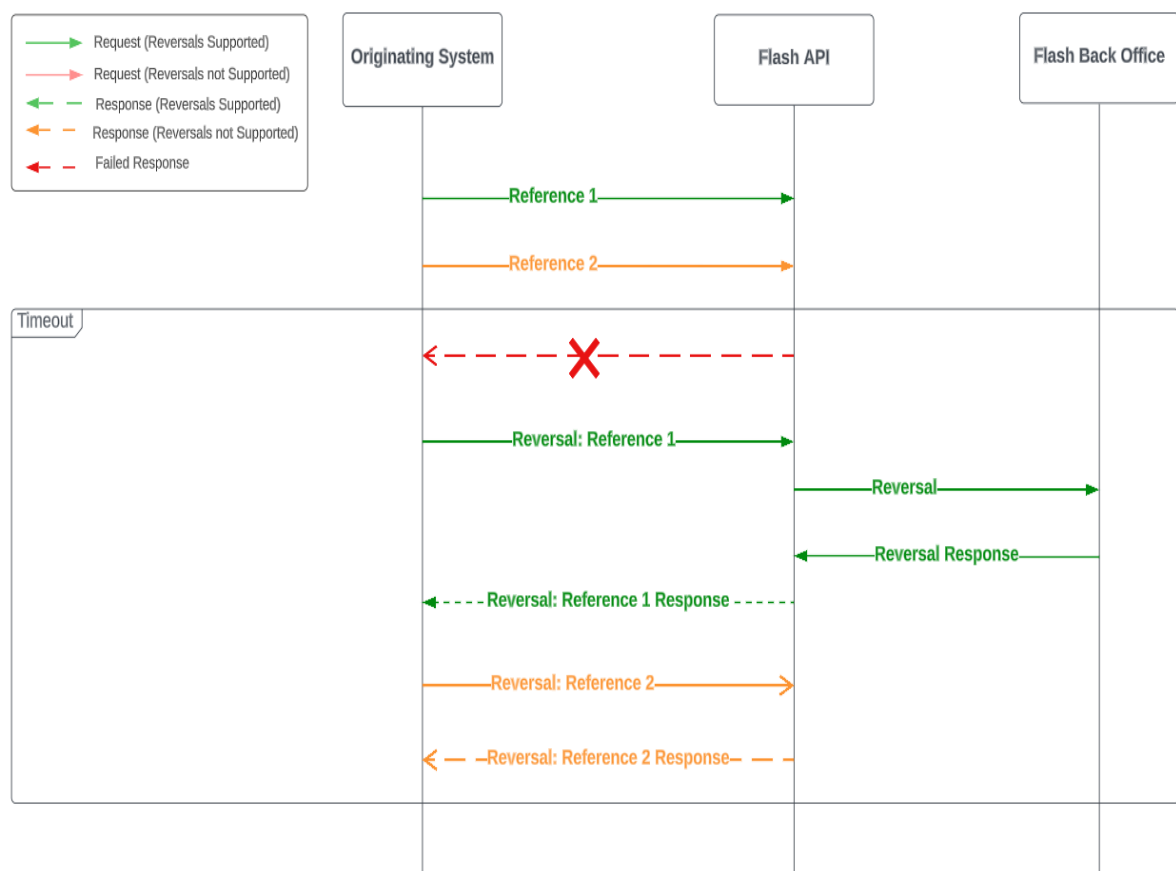 Request (Reversals Supported)
Request (Reversals not Supported)
Response (Reversals Supported)
Response (Reversals not Supported)
Failed Response
Originating System
Flash API
Flash Back Office
Reference 1
Reference 2
Timeout
Reversal: Reference 1
Reversal
Reversal Response
Reversal: Reference 1 Response
Reversal: Reference 2
Reversal: Reference 2 Response